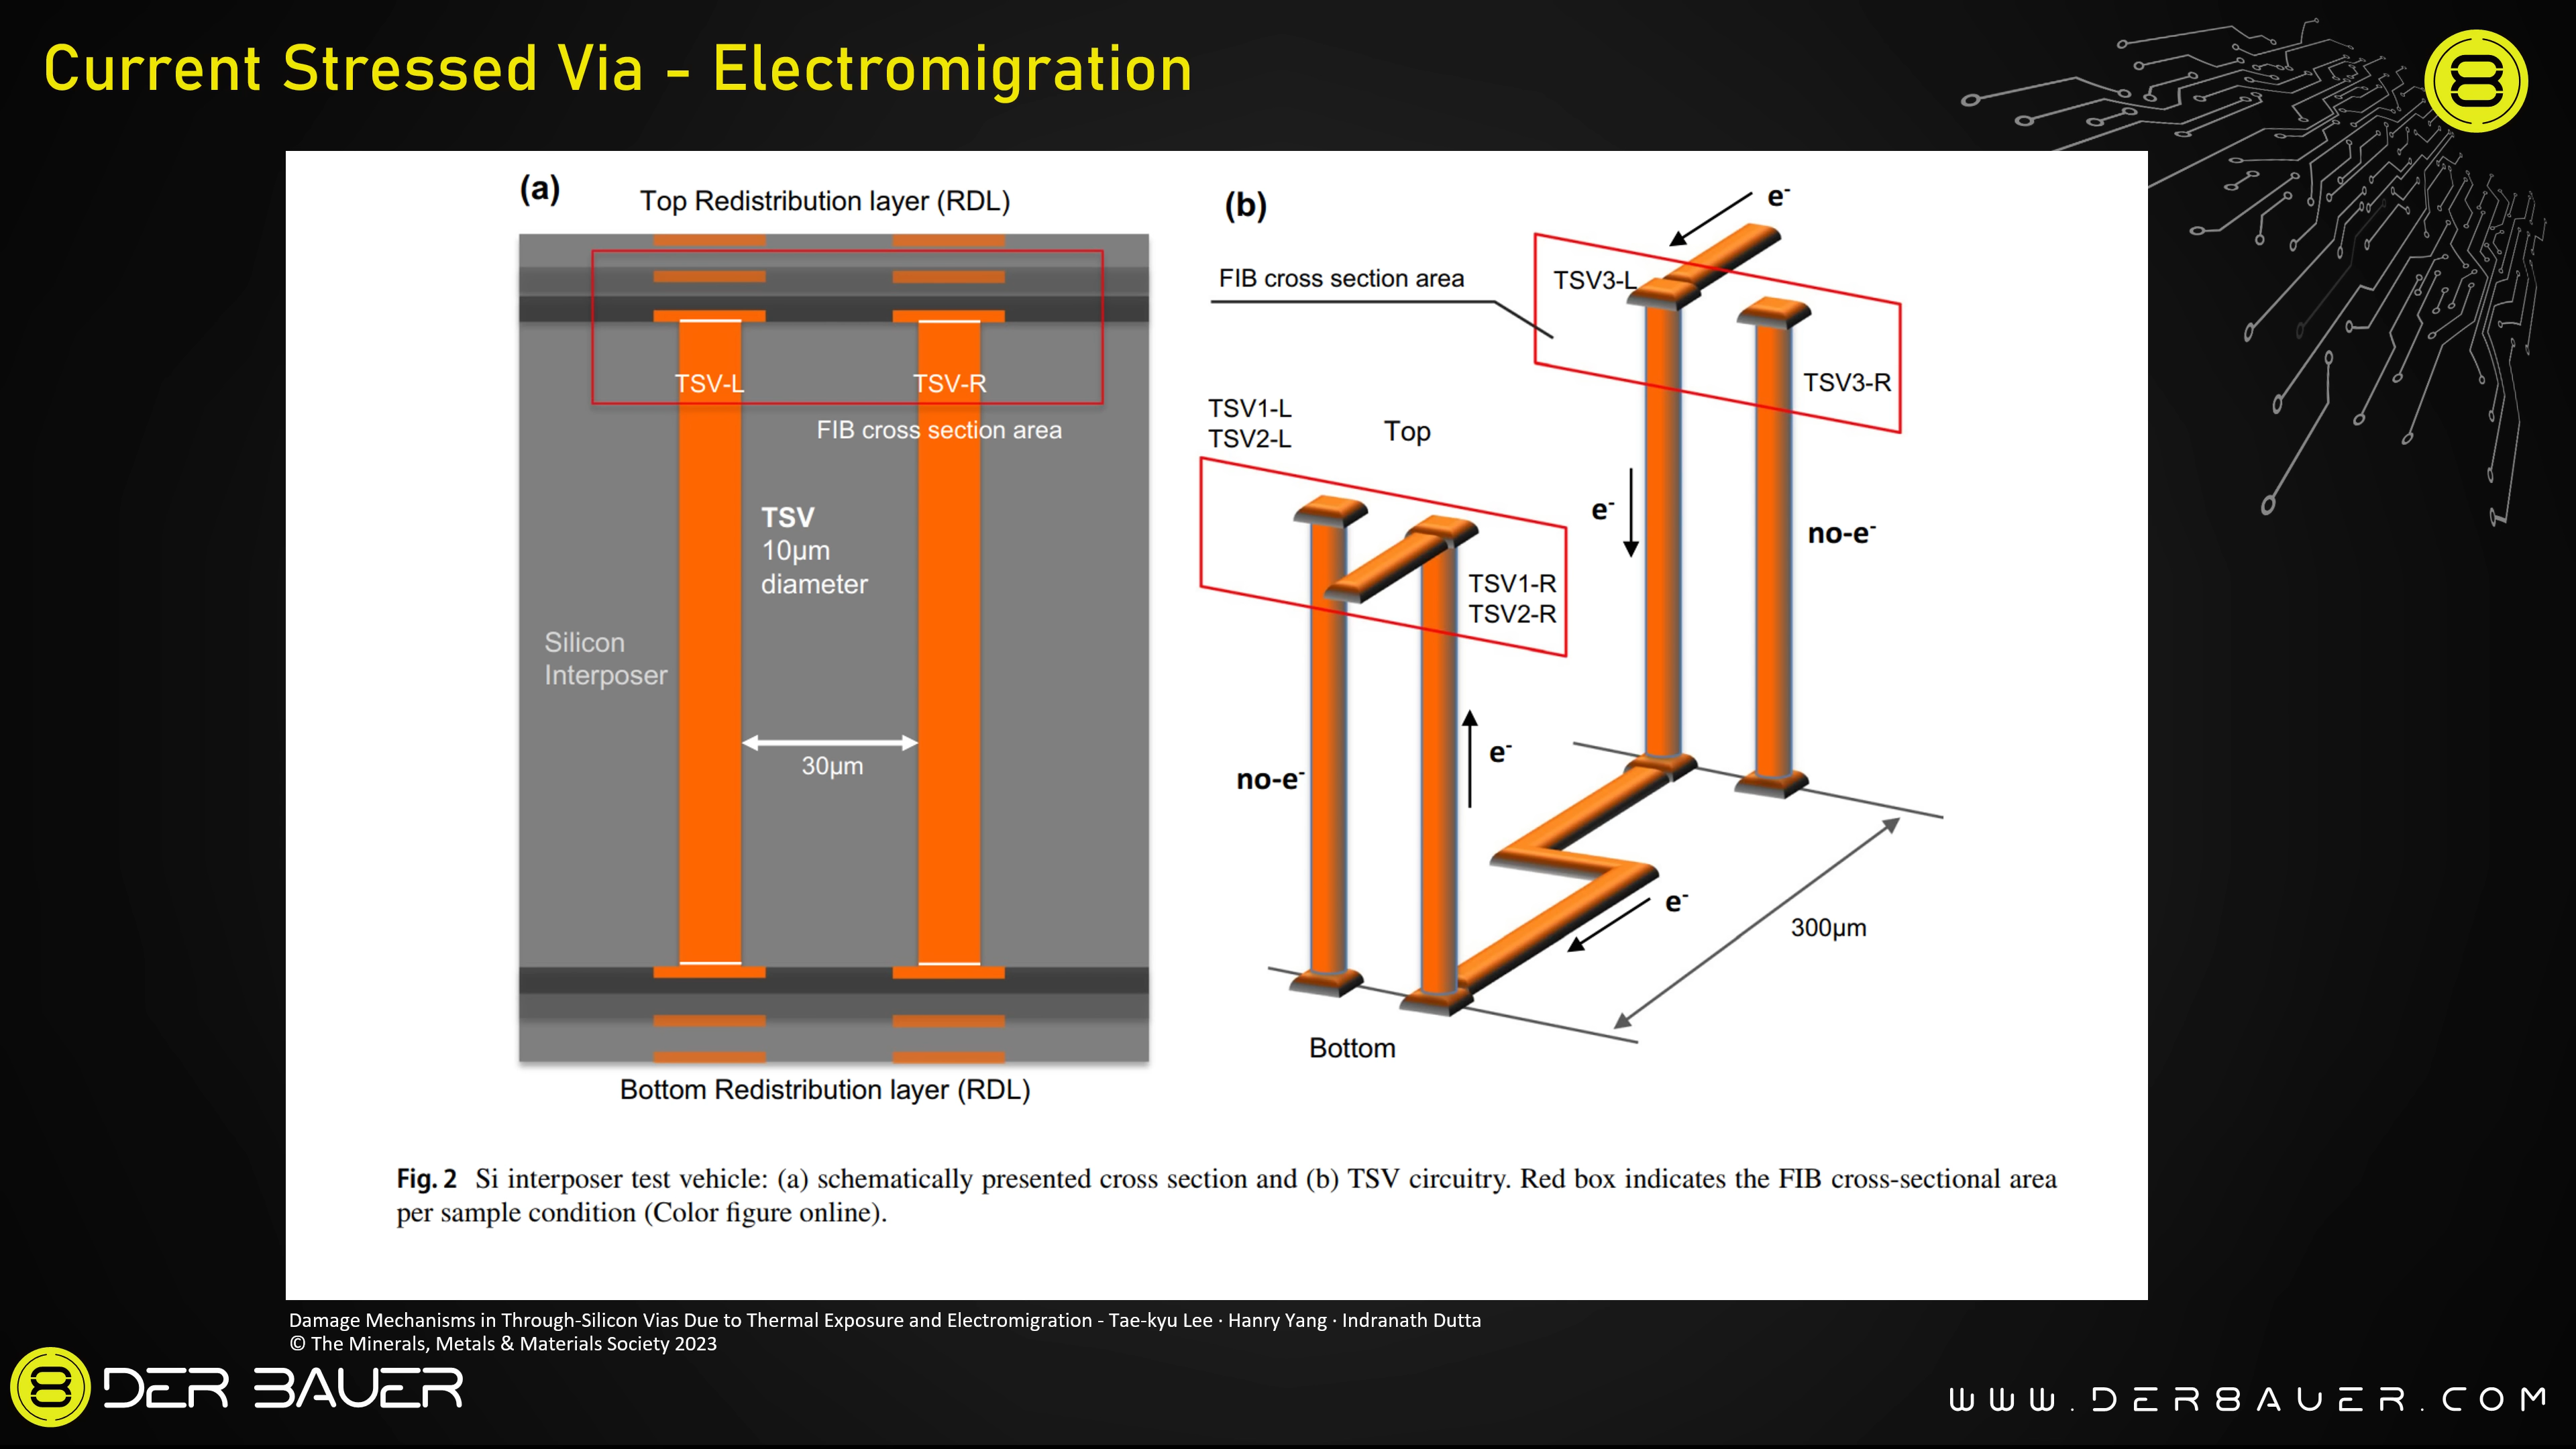 Current Stressed Via - Electromigration
(a)
Top Redistribution layer (RDL)
TSV-L
TSV-R
FIB cross section area
TSV
10µm
diameter
Silicon
Interposer
30µm
Bottom Redistribution layer (RDL)
(b)
e-
FIB cross section area
TSV3-L
TSV3-R
TSV1-L
TSV2-L
Top
e-
no-e-
TSV1-R
TSV2-R
no-e-
e-
e-
300µm
Bottom
Fig. 2 Si interposer test vehicle: (a) schematically presented cross section and (b) TSV circuitry. Red box indicates the FIB cross-sectional area
per sample condition (Color figure online).
Damage Mechanisms in Through-Silicon Vias Due to Thermal Exposure and Electromigration - Tae-kyu Lee · Hanry Yang · Indranath Dutta
© The Minerals, Metals & Materials Society 2023
DER 8AUER
WWW.DER8AUER.COM